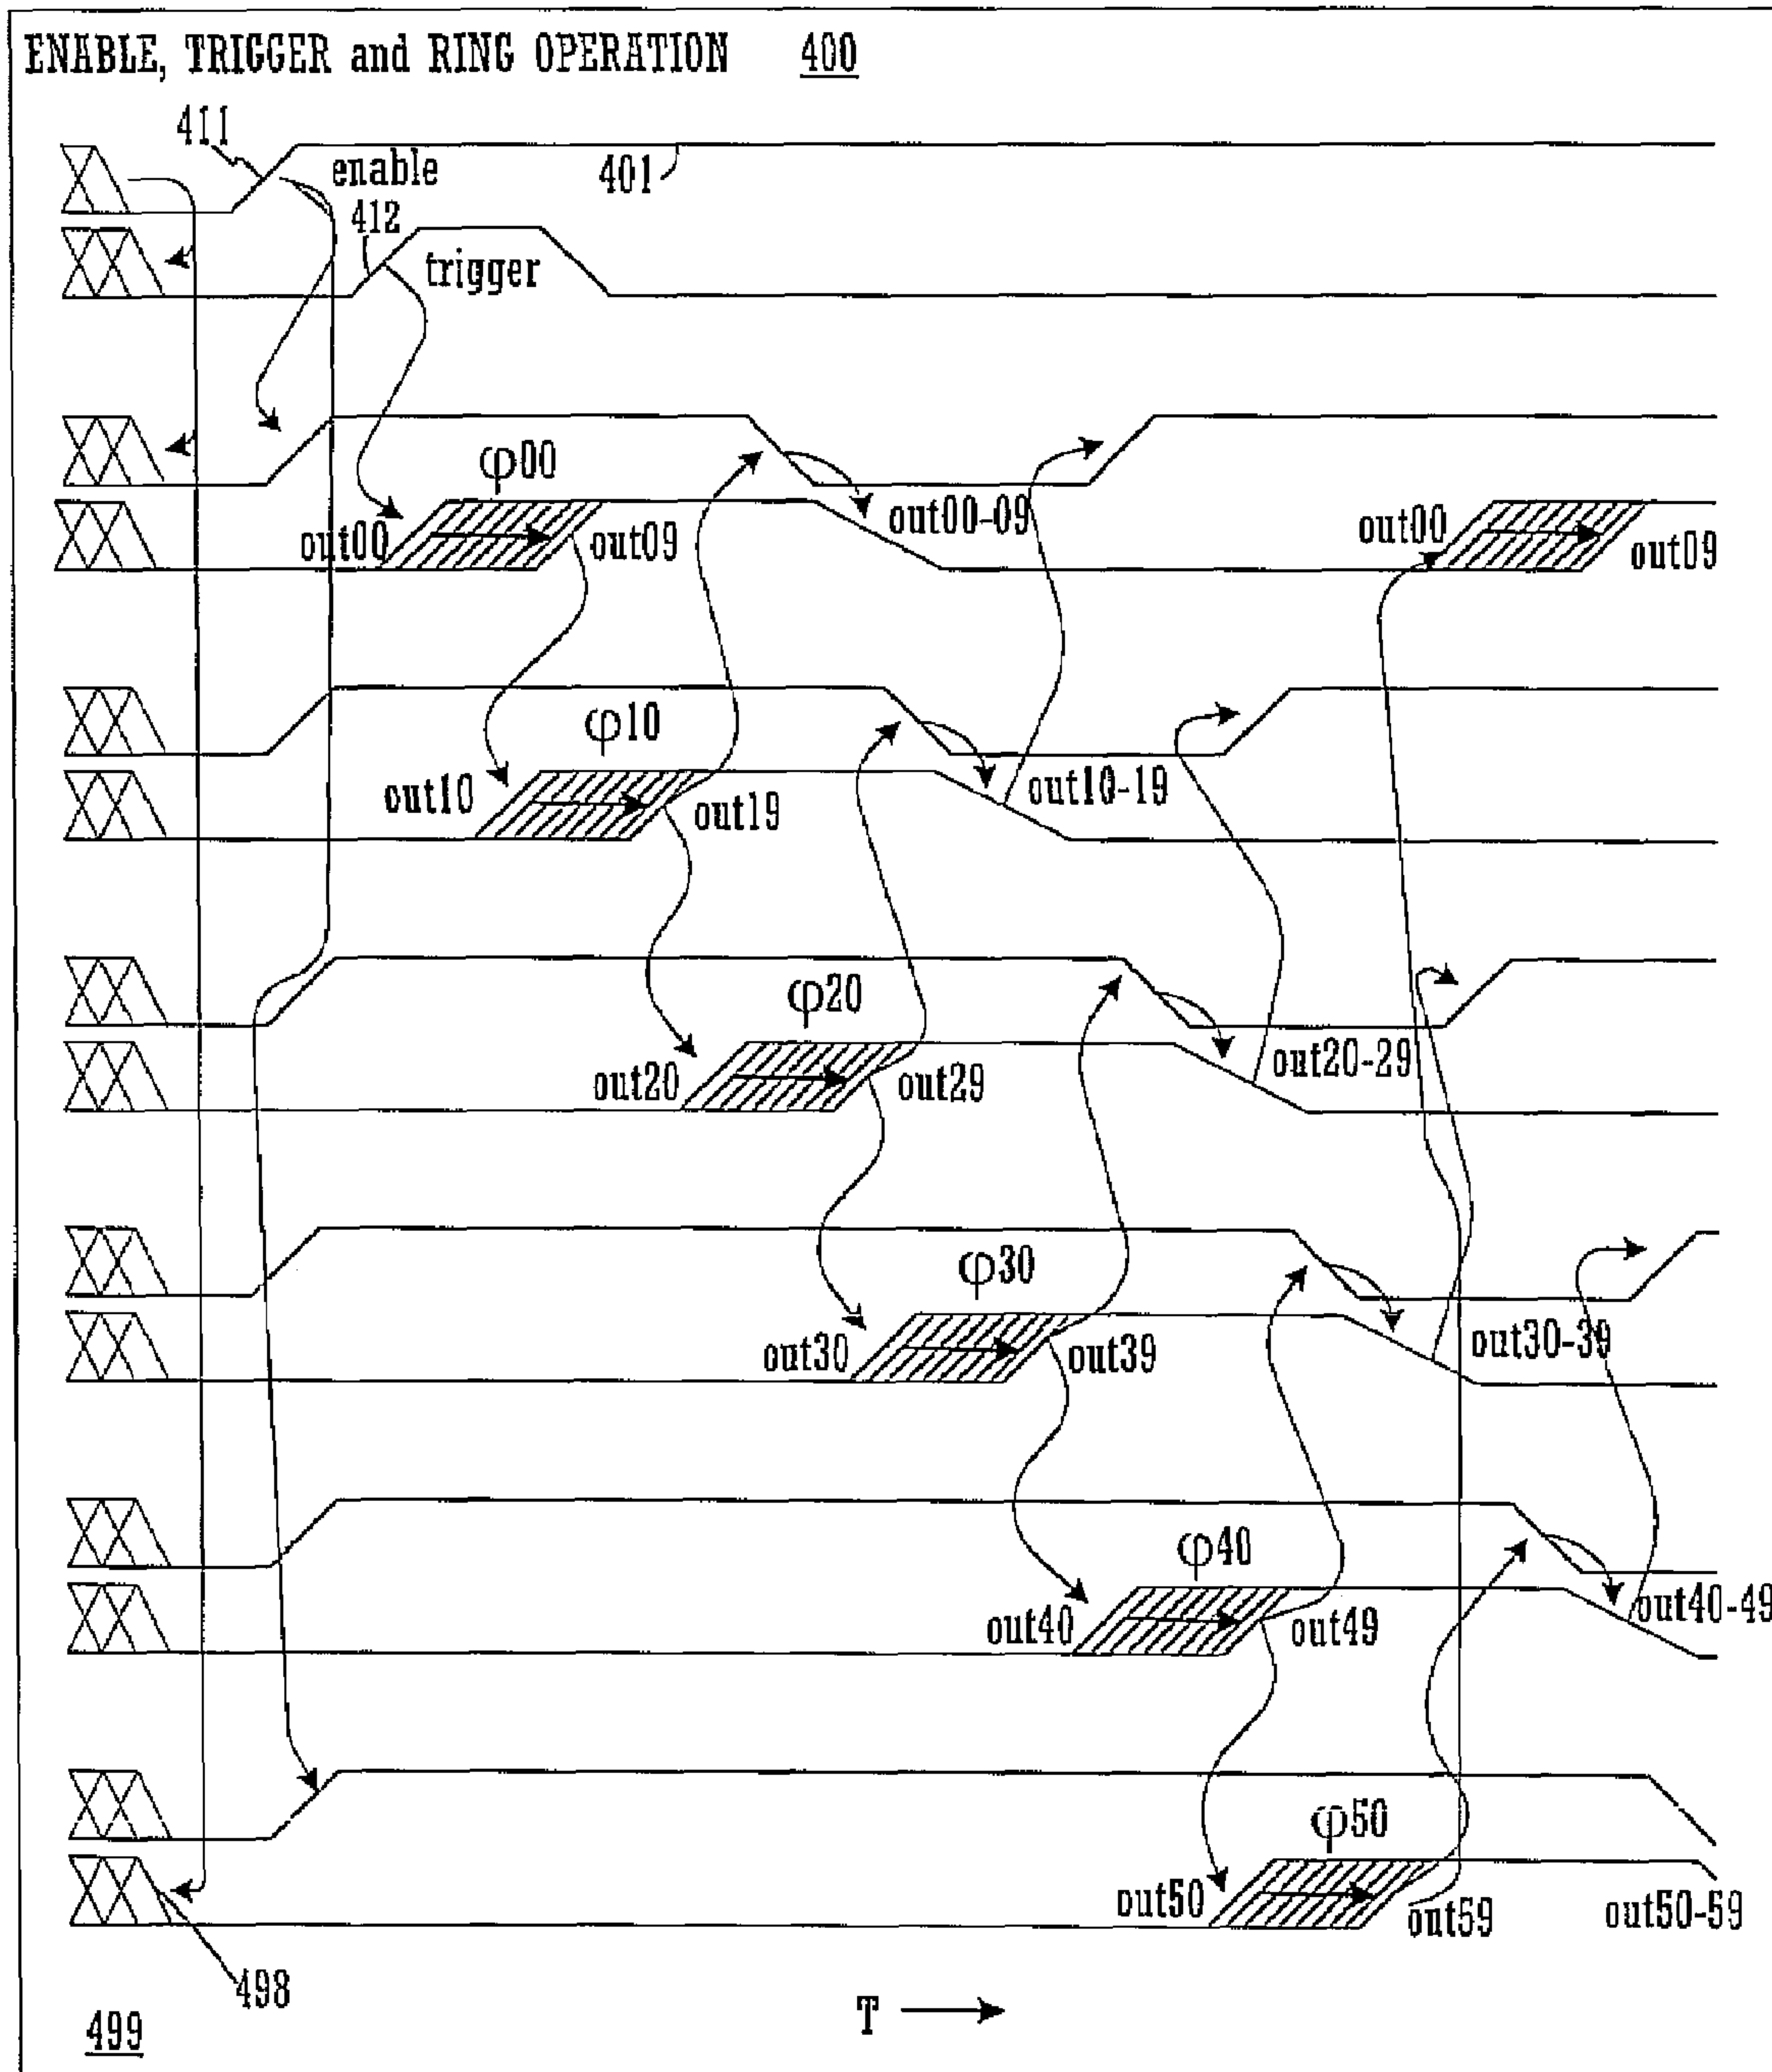 ENABLE, TRIGGER and RING OPERATION 400
411
enable
401
412
trigger
φ00
out00
out09
out00-09
out00
out09
φ10
out10
out19
out10-19
φ20
out20
out29
out20-29
φ30
out30
out39
out30-39
φ40
out40
out49
out40-49
φ50
out50
out59
out50-59
498
499
T